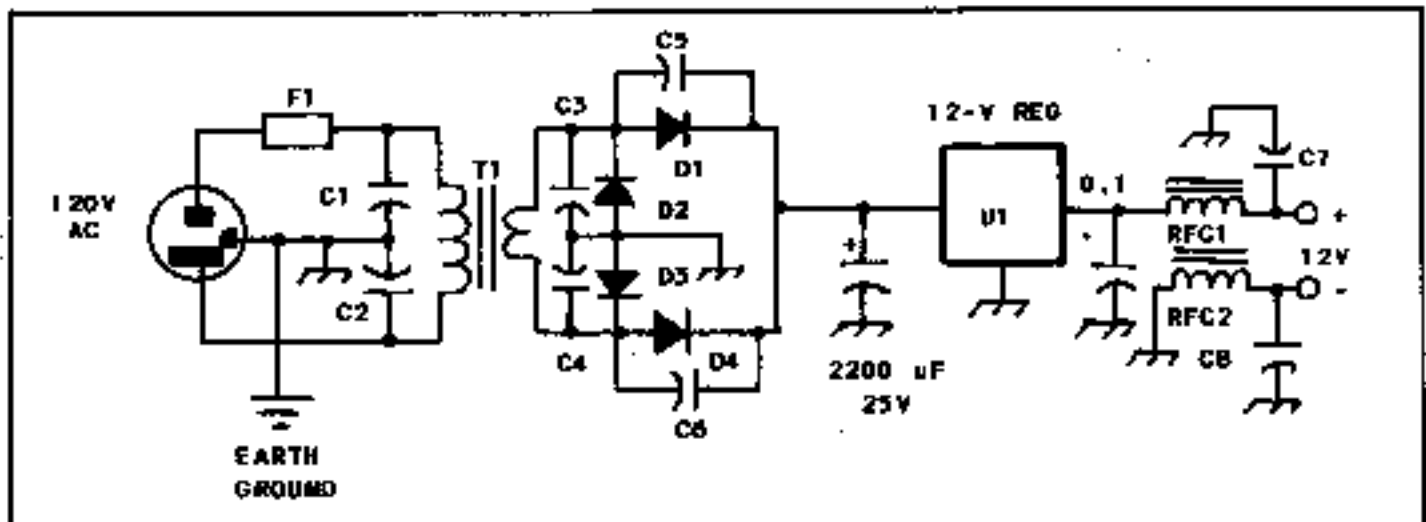 C5
F1
C3
12-V REG
C7
T1
D1
0.1
120V
AC
C1
D2
U1
+
RFC1
+
D3
12V
-
C2
RFC2
C4
D4
C8
2200 uF
25V
C6
EARTH
GROUND